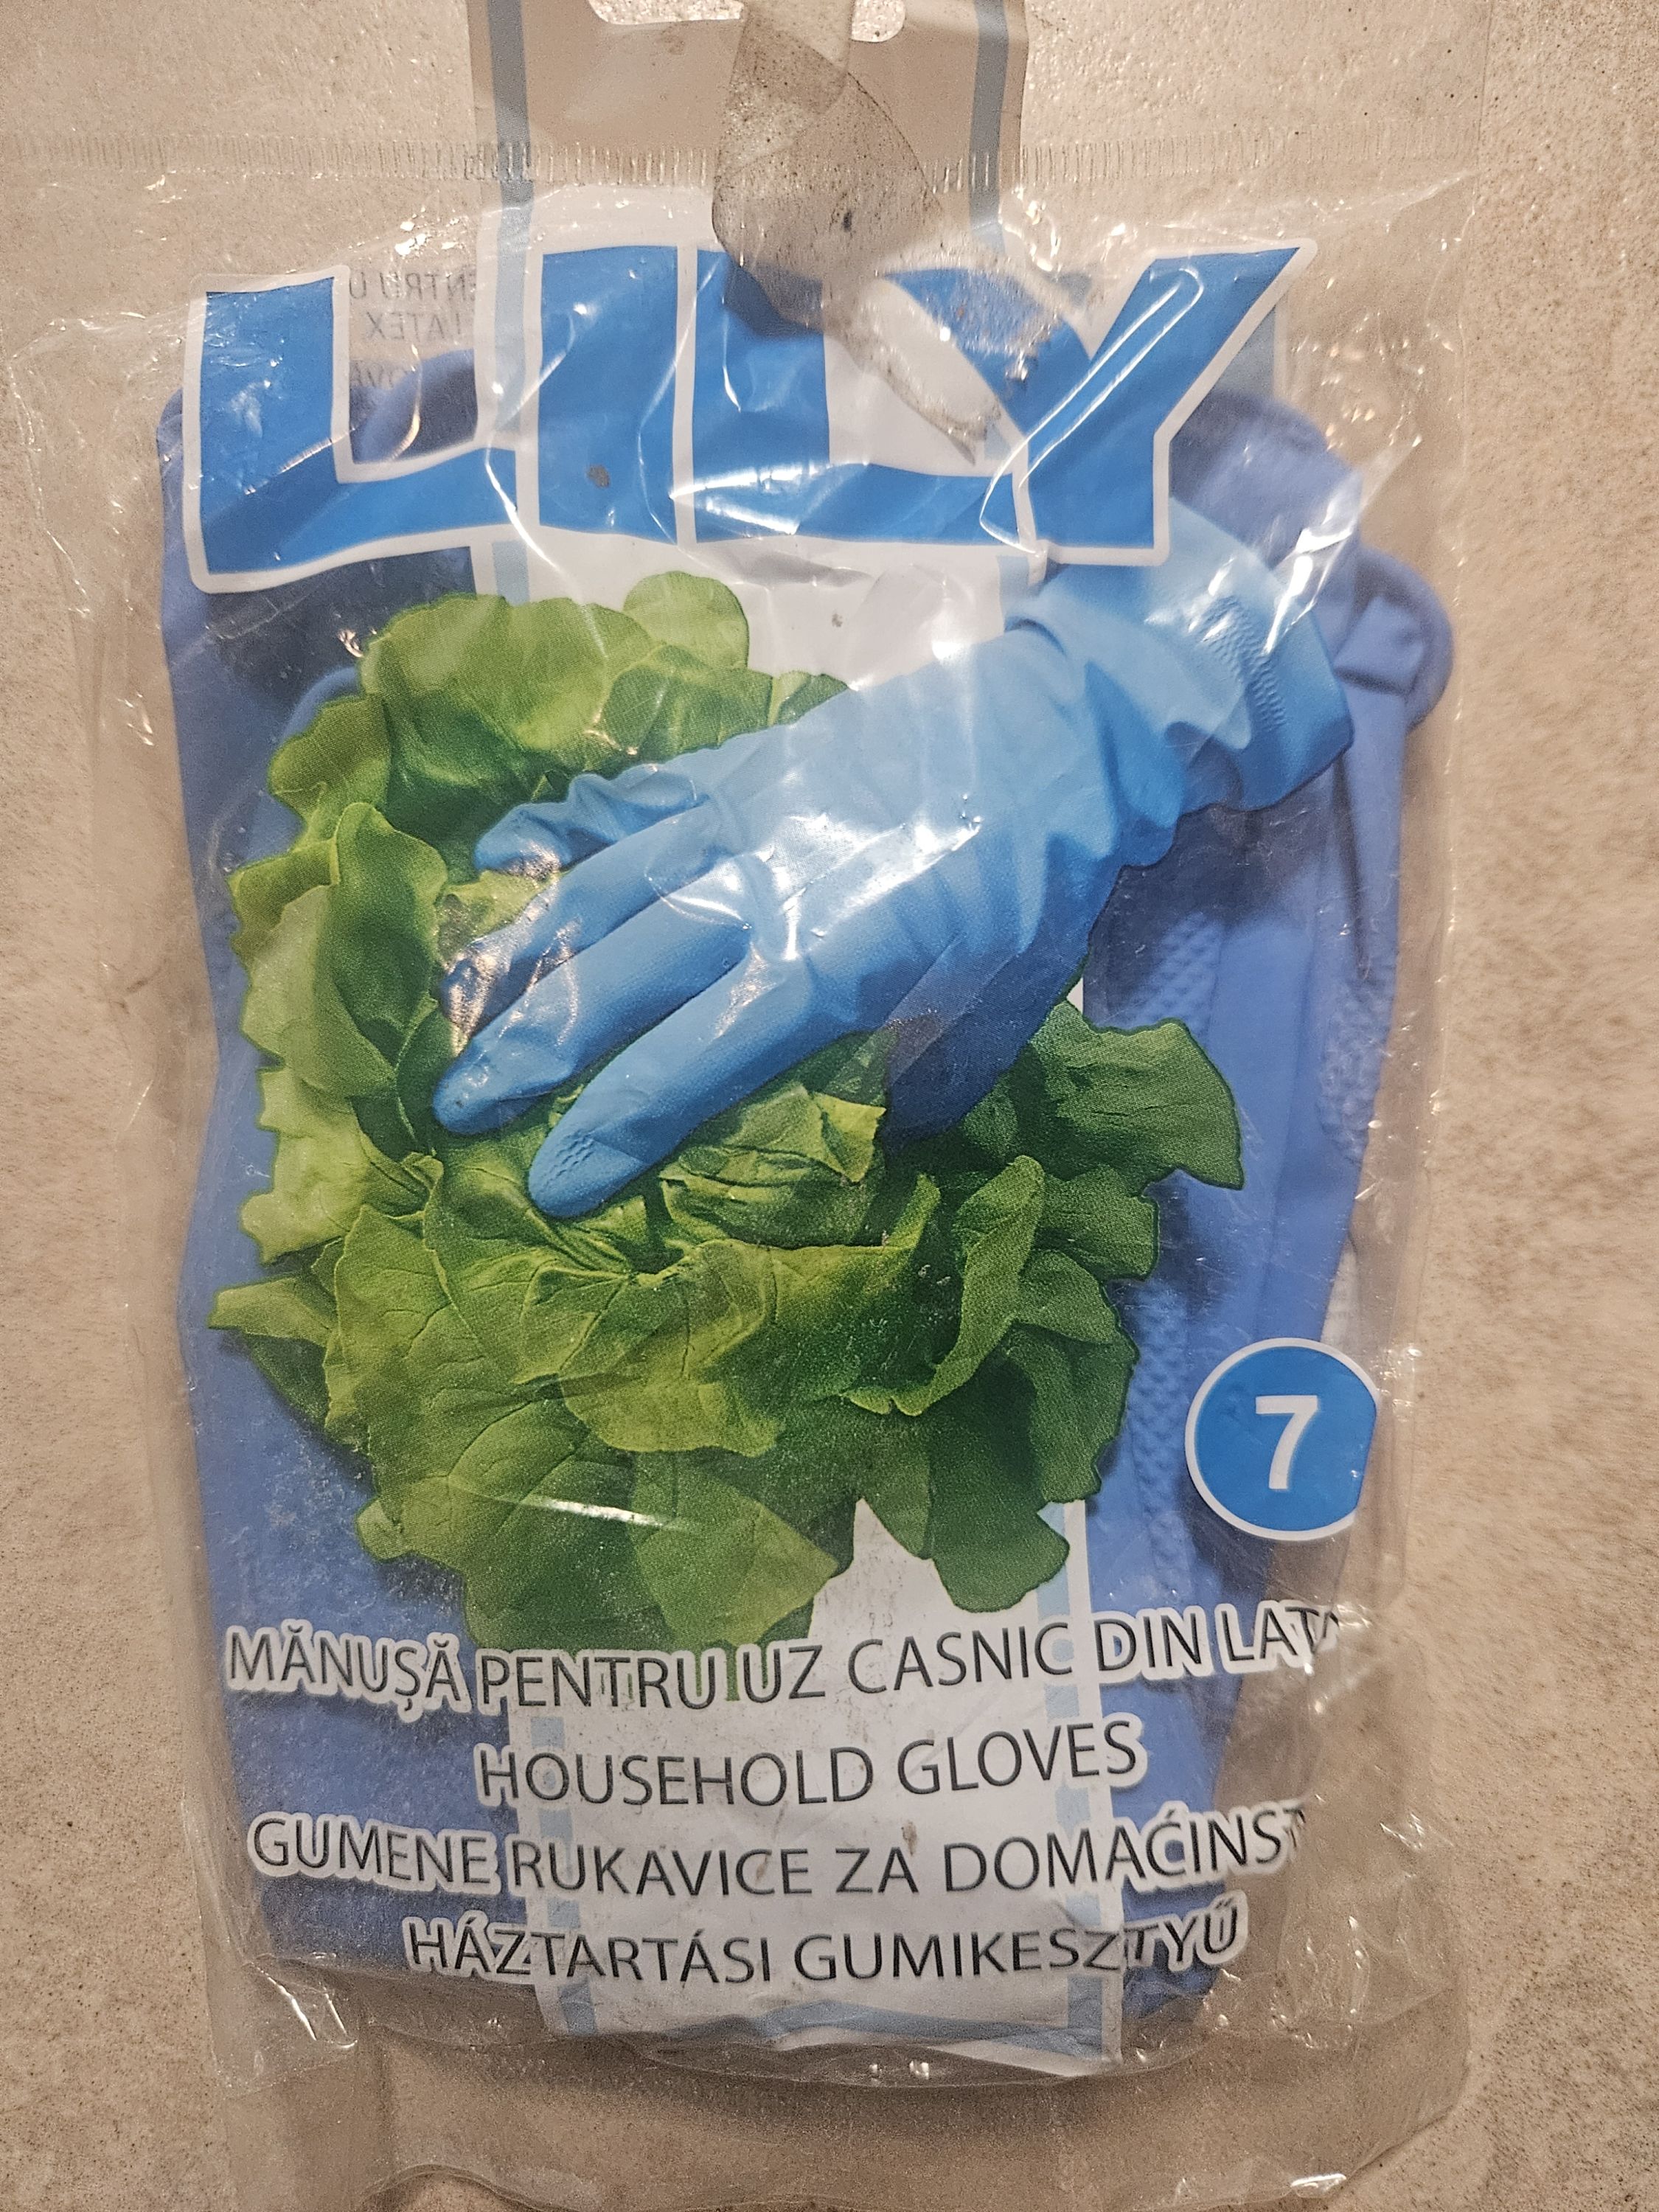 LILY
7
MĂNUȘĂ PENTRU UZ CASNIC DIN
HOUSEHOLD GLOVES
GUMENE RUKAVICE ZA
HÁZTARTÁSI GUMIKESZTYŰ